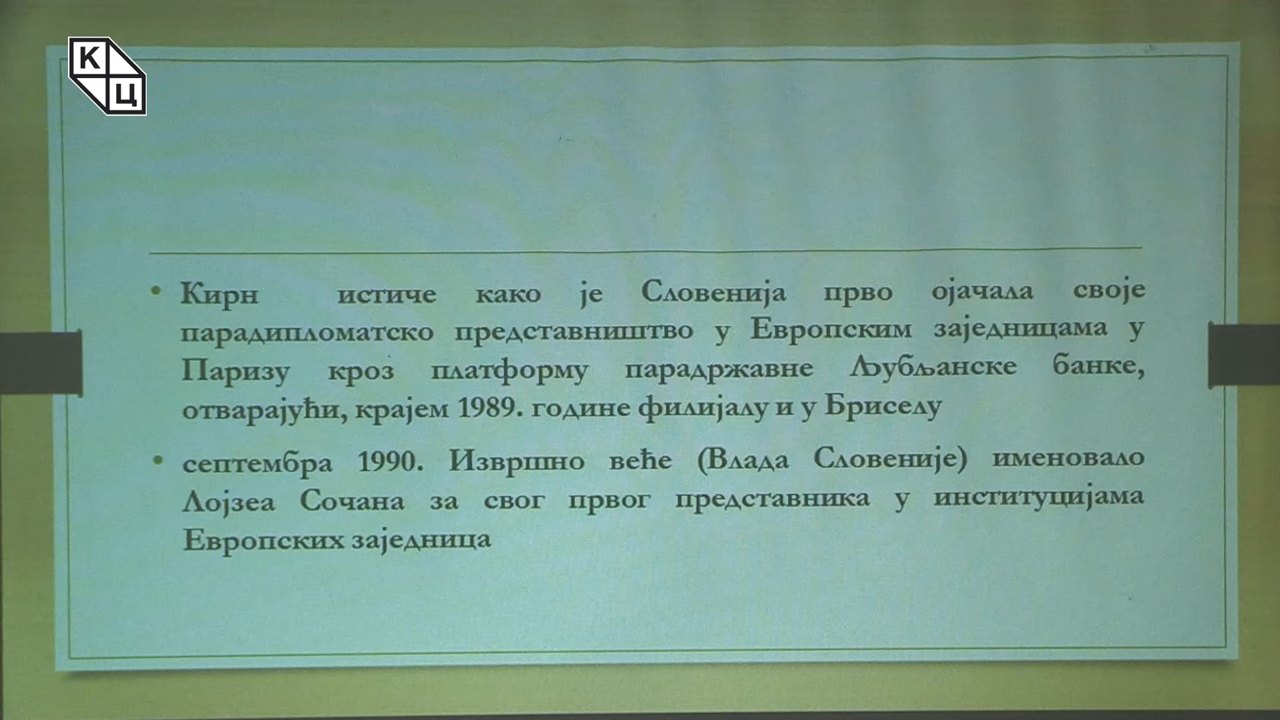 К
Ц
• Кирн истиче како је Словенија прво ојачала своје
парадипломатско представништво у Европским заједницама у
Паризу кроз платформу парадржавне Љубљанске банке,
отварајући, крајем 1989. године филијалу и у Бриселу
• септембра 1990. Извршно веће (Влада Словеније) именовало
Лојзеа Сочана за свог првог представника у институцијама
Европских заједница